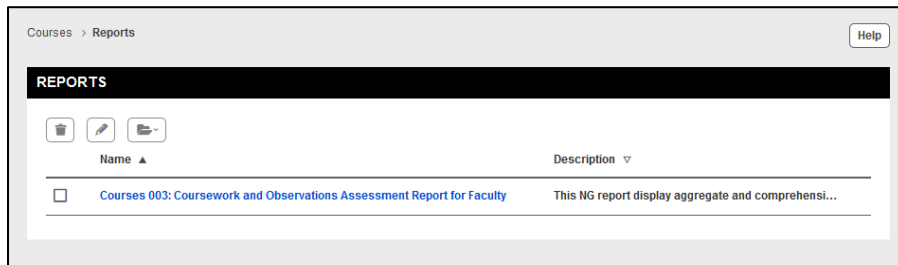 Courses > Reports
Help
REPORTS
Name ▲ Description ▽
Courses 003: Coursework and Observations Assessment Report for Faculty This NG report display aggregate and comprehensi...